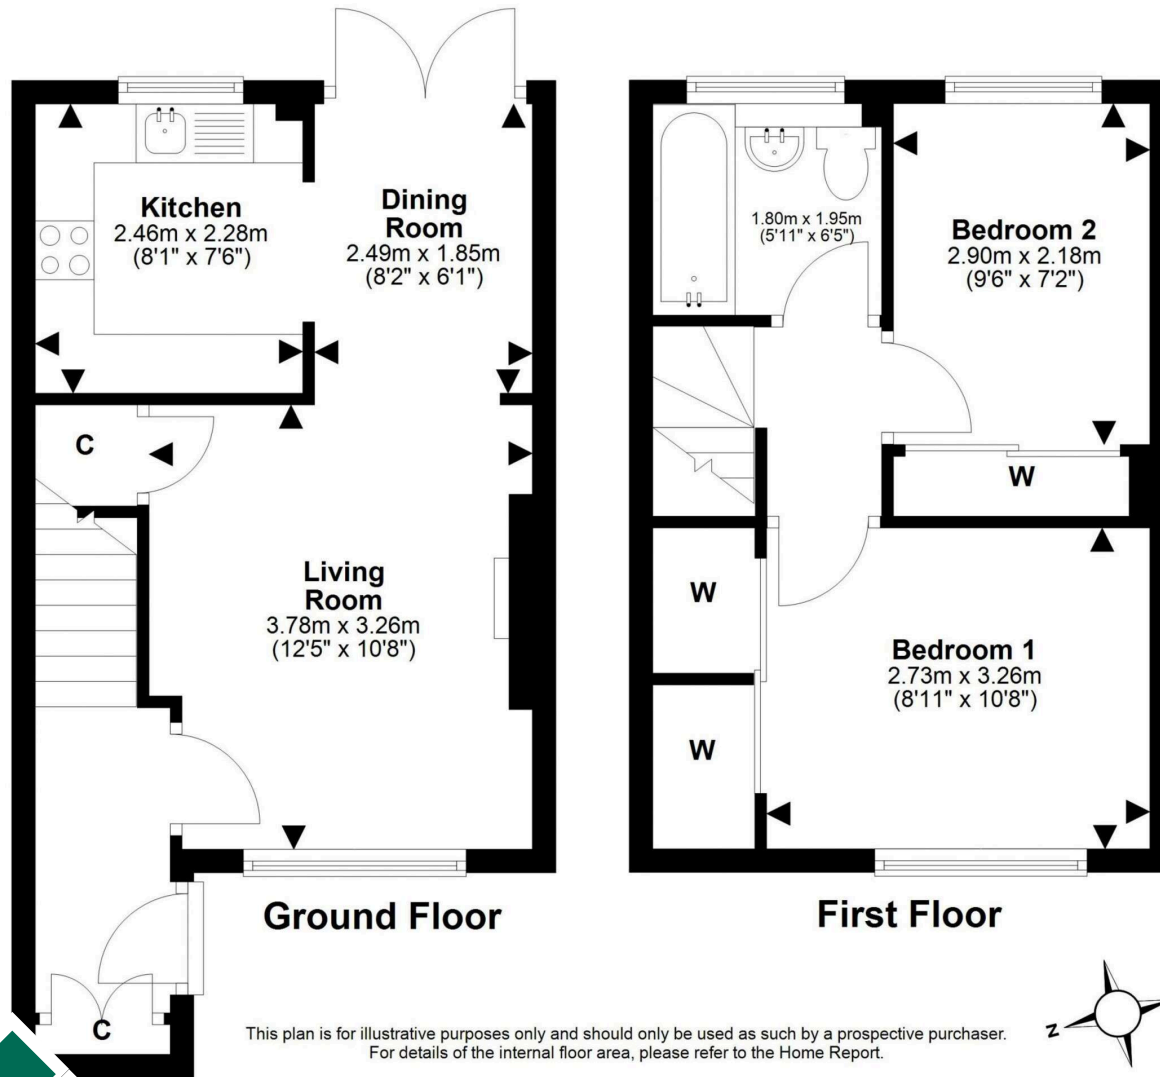 Kitchen
2.46m x 2.28m
(8'1" x 7'6")
Dining
Room
2.49m x 1.85m
(8'2" x 6'1")
C
Living
Room
3.78m x 3.26m
(12'5" x 10'8")
C
Ground Floor
1.80m x 1.95m
(5'11" x 6'5")
Bedroom 2
2.90m x 2.18m
(9'6" x 7'2")
W
W
W
Bedroom 1
2.73m x 3.26m
(8'11" x 10'8")
First Floor
This plan is for illustrative purposes only and should only be used as such by a prospective purchaser.
For details of the internal floor area, please refer to the Home Report.
N